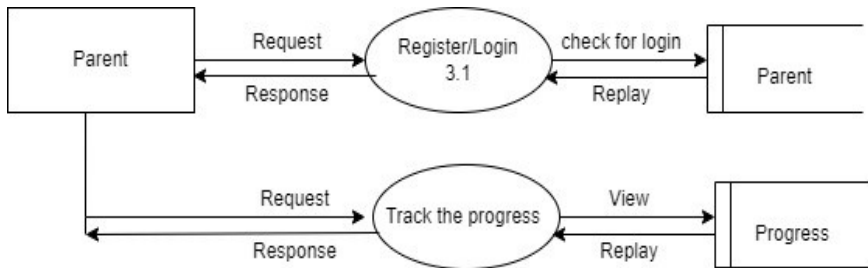 Parent
Request
Response
Register/Login
3.1
check for login
Replay
Parent
Request
Response
Track the progress
View
Replay
Progress